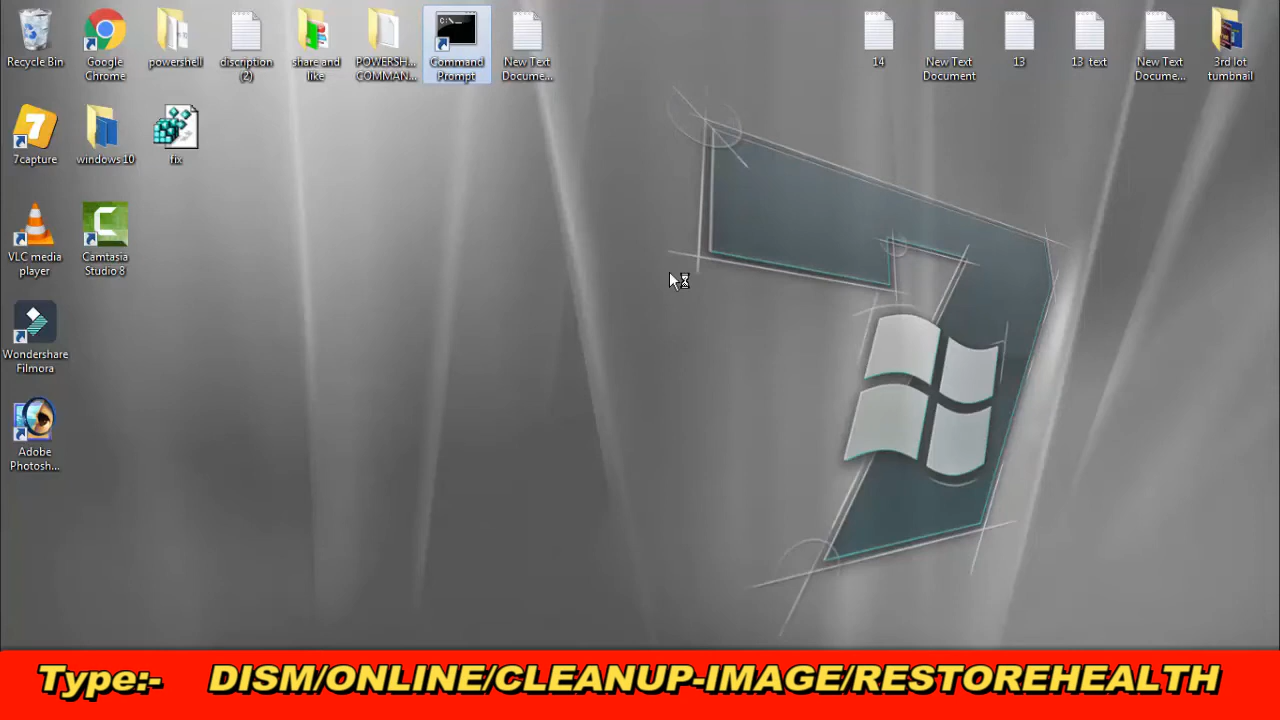 Recycle Bin
Google Chrome
powershell
discription (2)
share and like
POWERSH... COMMAN...
Command Prompt
New Text Docume...
14
New Text Document
13
13 text
New Text Docume...
3rd lot tumbnail
7capture
windows 10
fix
VLC media player
Camtasia Studio 8
Wondershare Filmora
Adobe Photosh...
Type:- DISM/ONLINE/CLEANUP-IMAGE/RESTOREHEALTH